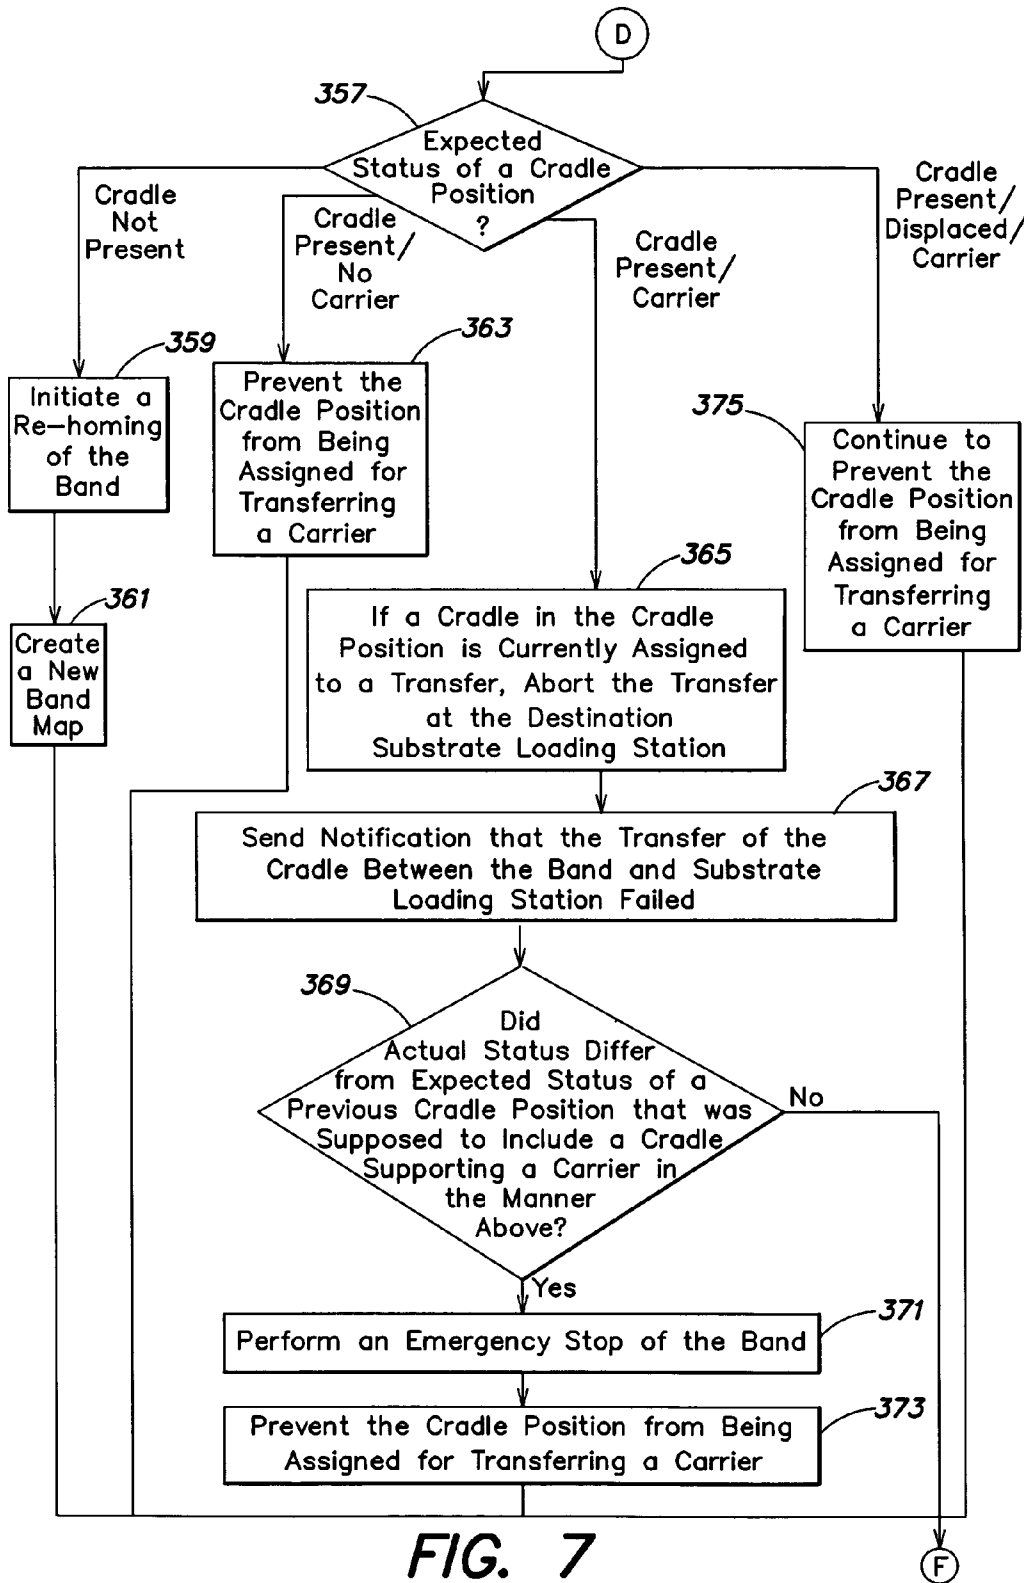 D
357
Expected
Status of a Cradle
Position
?
Cradle
Not
Present
Cradle
Present/
No
Carrier
Cradle
Present/
Carrier
Cradle
Present/
Displaced/
Carrier
359
Initiate a
Re-homing
of the
Band
363
Prevent the
Cradle Position
from Being
Assigned for
Transferring
a Carrier
375
Continue to
Prevent the
Cradle Position
from Being
Assigned for
Transferring
a Carrier
361
Create
a New
Band
Map
365
If a Cradle in the Cradle
Position is Currently Assigned
to a Transfer, Abort the Transfer
at the Destination
Substrate Loading Station
367
Send Notification that the Transfer of the
Cradle Between the Band and Substrate
Loading Station Failed
369
Did
Actual Status Differ
from Expected Status of a
Previous Cradle Position that was
Supposed to Include a Cradle
Supporting a Carrier in
the Manner
Above?
No
Yes
371
Perform an Emergency Stop of the Band
373
Prevent the Cradle Position from Being
Assigned for Transferring a Carrier
FIG. 7
F